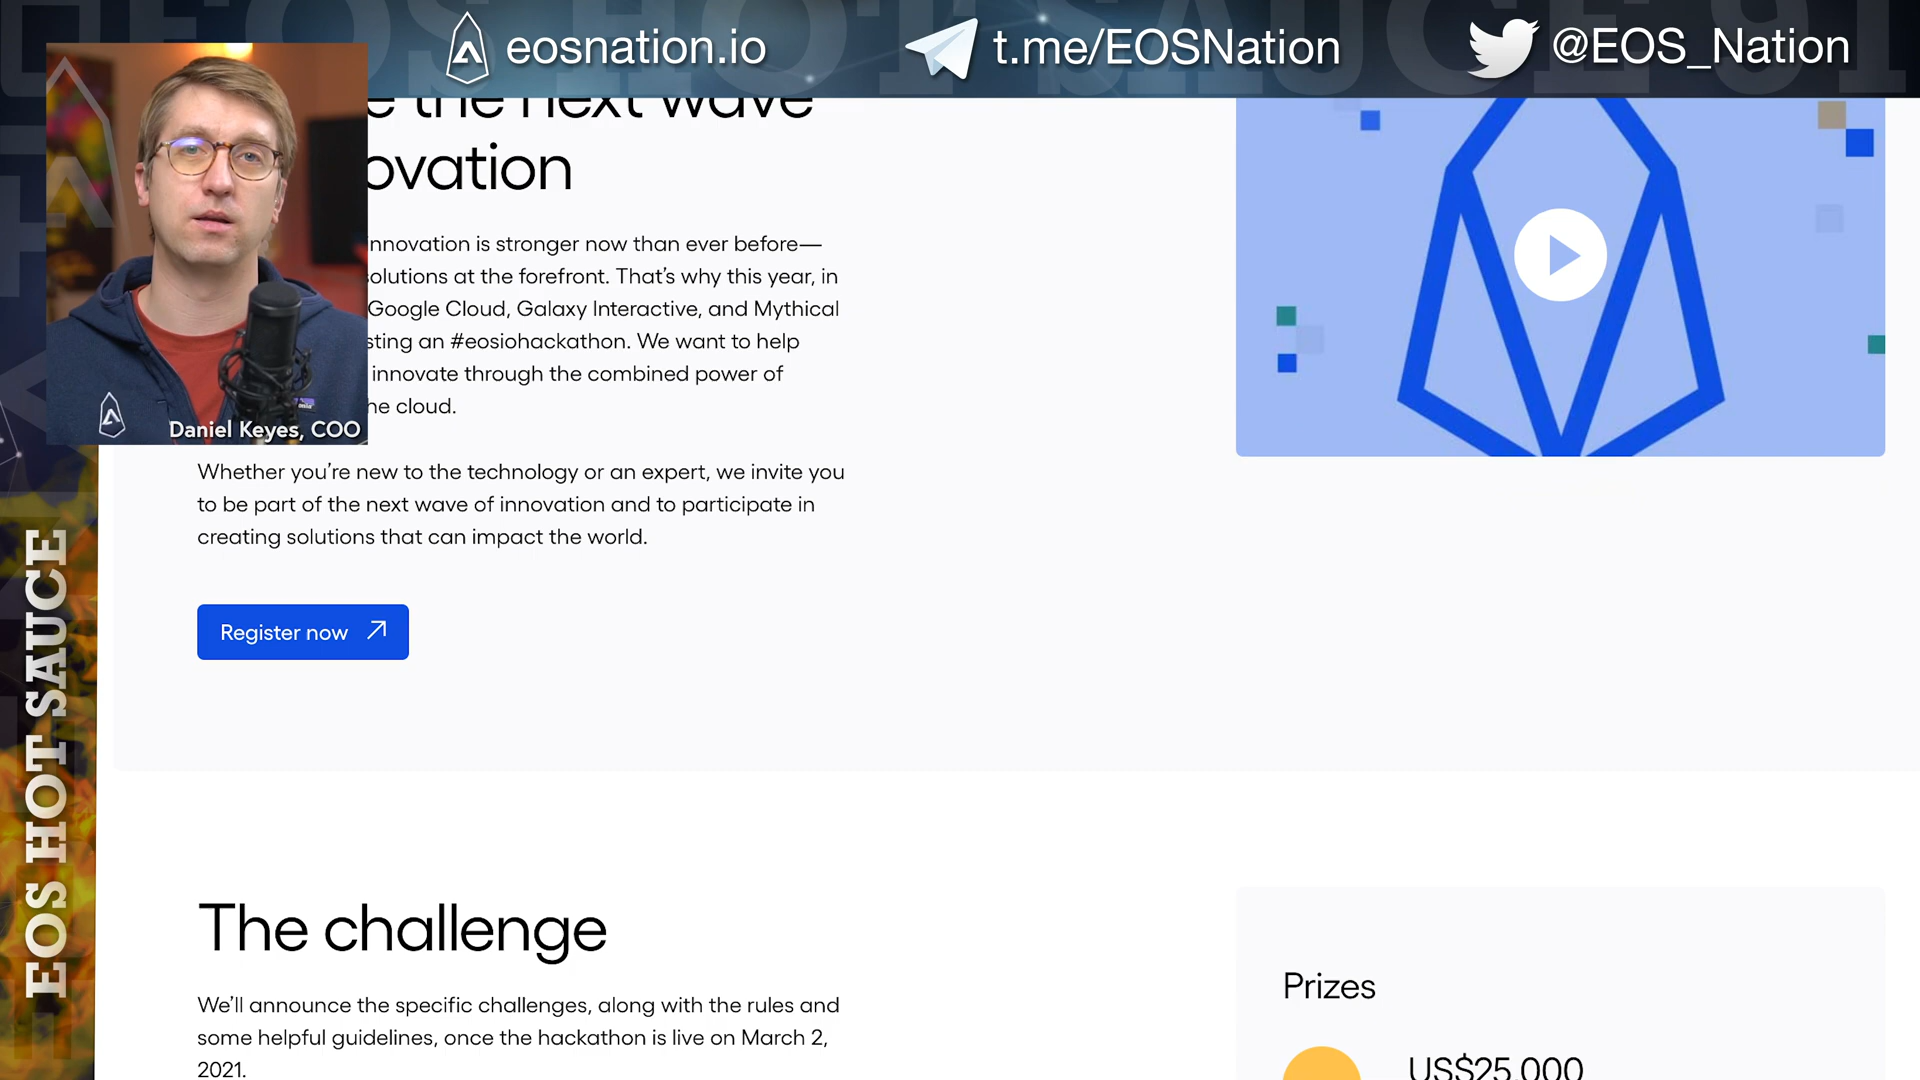 eosnation.io
t.me/EOSNation
@EOS_Nation
the next wave
ovation
nnovation is stronger now than ever before—
solutions at the forefront. That's why this year, in
Google Cloud, Galaxy Interactive, and Mythical
sting an #eosiohackathon. We want to help
innovate through the combined power of
he cloud.
Daniel Keyes, COO
Whether you're new to the technology or an expert, we invite you
to be part of the next wave of innovation and to participate in
creating solutions that can impact the world.
Register now
EOS HOT SAUCE
The challenge
We'll announce the specific challenges, along with the rules and
some helpful guidelines, once the hackathon is live on March 2,
2021.
Prizes
US$25,000